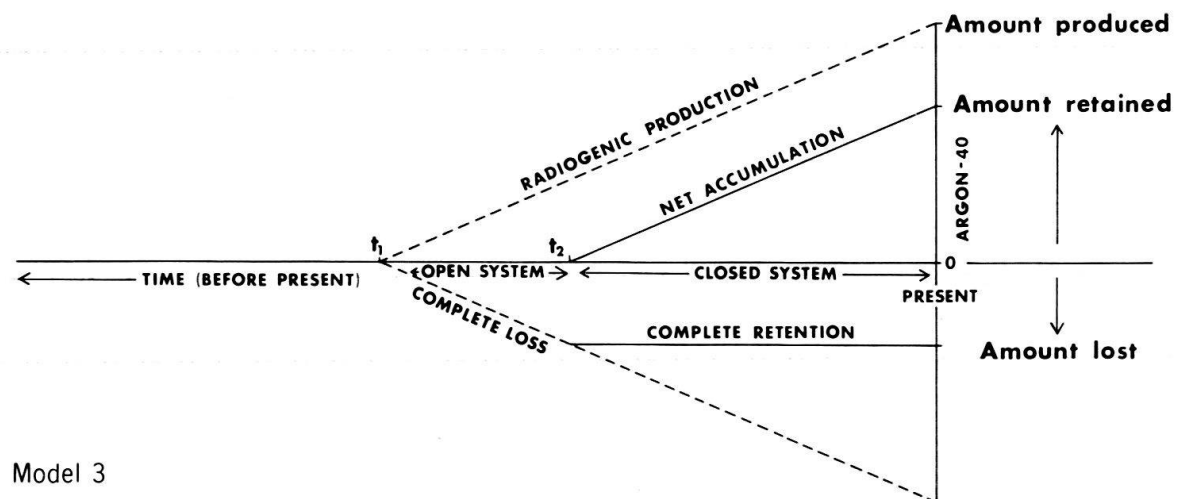 Amount produced
RADIOGENIC PRODUCTION
Amount retained
NET ACCUMULATION
ARGON-40
t₁
t₂
0
TIME (BEFORE PRESENT)
OPEN SYSTEM
CLOSED SYSTEM
PRESENT
COMPLETE LOSS
COMPLETE RETENTION
Amount lost
Model 3